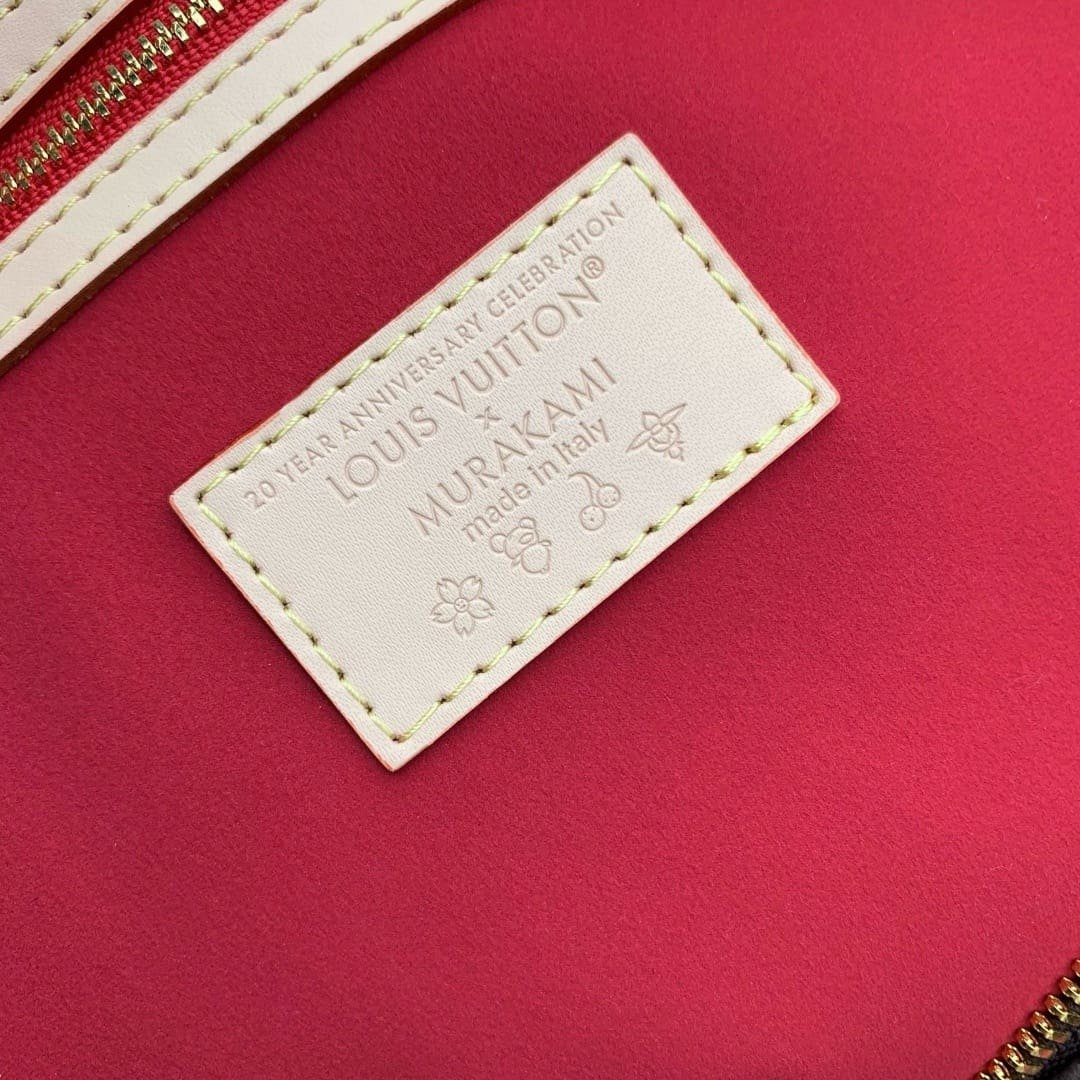 20 YEAR ANNIVERSARY CELEBRATION
LOUIS VUITTON®
×
MURAKAMI
made in Italy